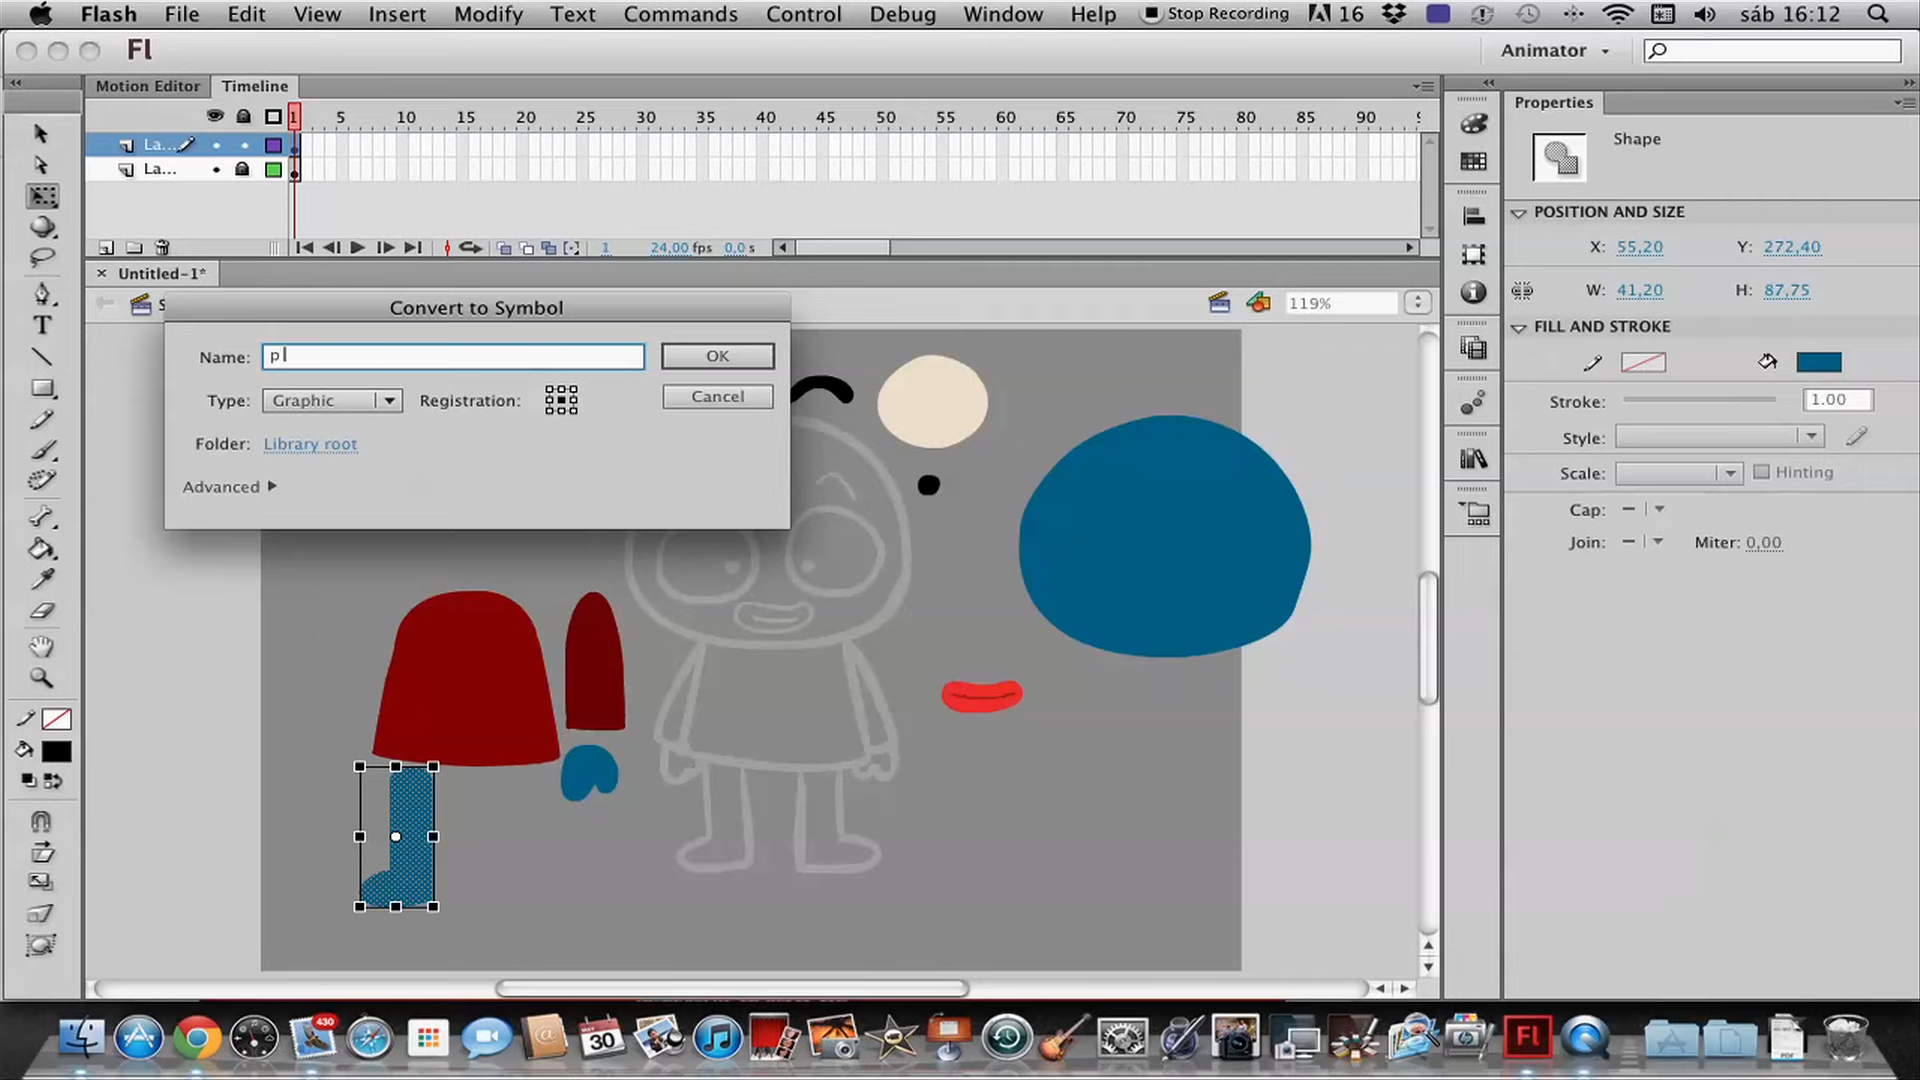 Flash File Edit View Insert Modify Text Commands Control Debug Window Help Stop Recording 16 sáb 16:12
Fl Animator
Motion Editor Timeline
1 5 10 15 20 25 30 35 40 45 50 55 60 65 70 75 80 85 90
La...
La...
1 24,00 fps 0,0 s
Untitled-1*
119%
Convert to Symbol
Name: p OK
Type: Graphic Registration: Cancel
Folder: Library root
Advanced
T
Properties
Shape
POSITION AND SIZE
X: 55,20 Y: 272,40
W: 41,20 H: 87,75
FILL AND STROKE
Stroke: 1.00
Style:
Scale: Hinting
Cap:
Join: Miter: 0,00
430
MAY
30
Fl
PDF